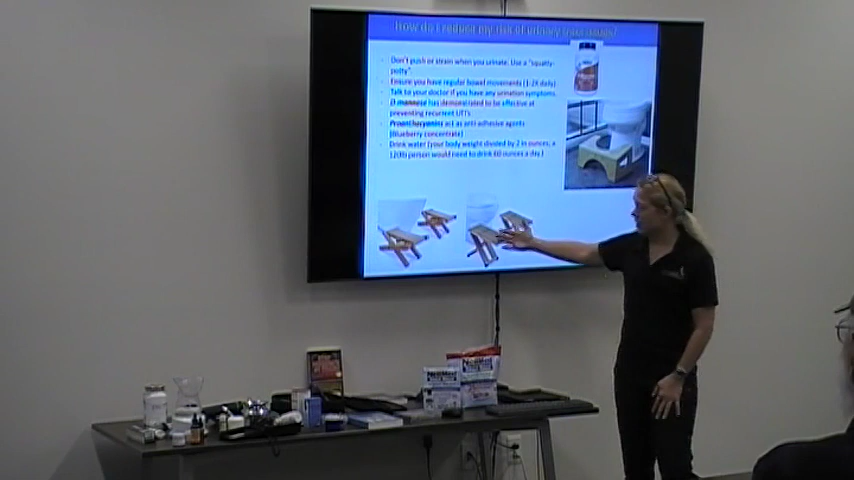 How do I reduce my risk of urinary tract issues?
- Don't push or strain when you urinate. Use a "squatty-
potty".
- Ensure you have regular bowel movements (1-2X daily)
- Talk to your doctor if you have any urination symptoms.
- D mannose has demonstrated to be effective at
preventing recurrent UTI's
- Proanthocyanins act as anti-adhesive agents
(Blueberry concentrate)
- Drink water (your body weight divided by 2 in ounces, a
120lb person would need to drink 60 ounces a day.)
NeilMed
NeilMed